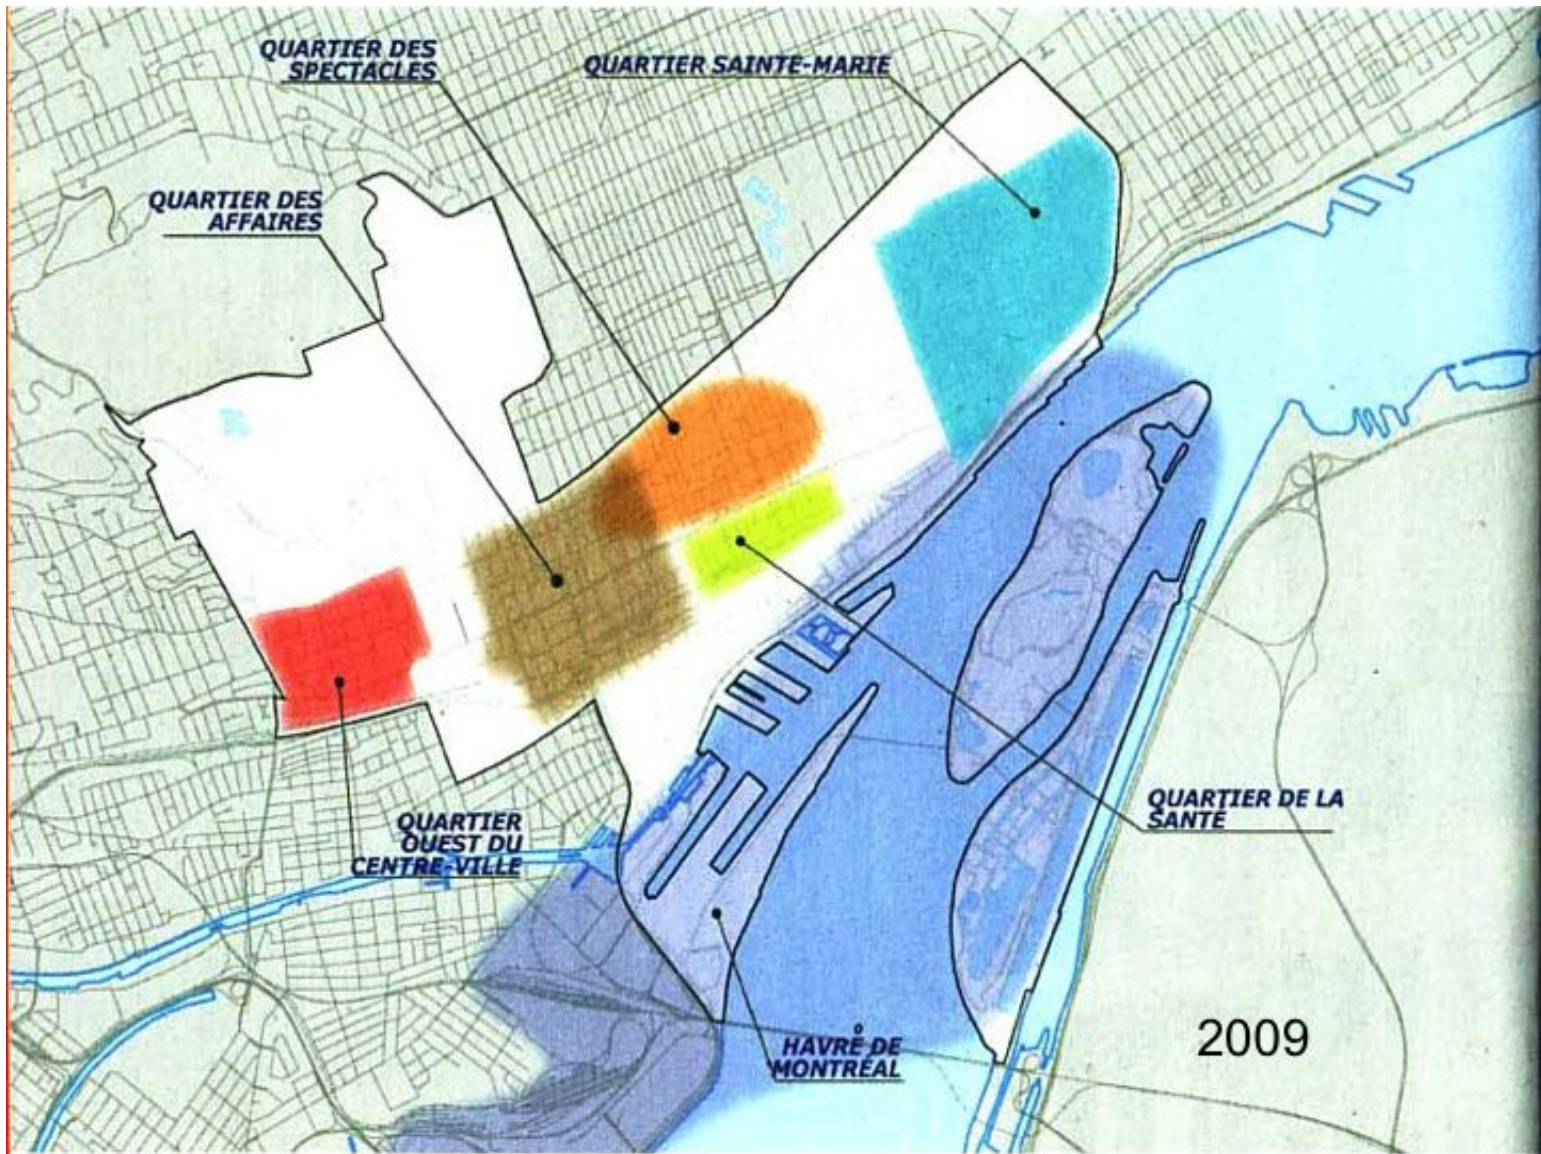 QUARTIER DES
SPECTACLES
QUARTIER SAINTE-MARIE
QUARTIER DES
AFFAIRES
QUARTIER DE LA
SANTÉ
QUARTIER
OUEST DU
CENTRE-VILLE
HAVRE DE
MONTRÉAL
2009